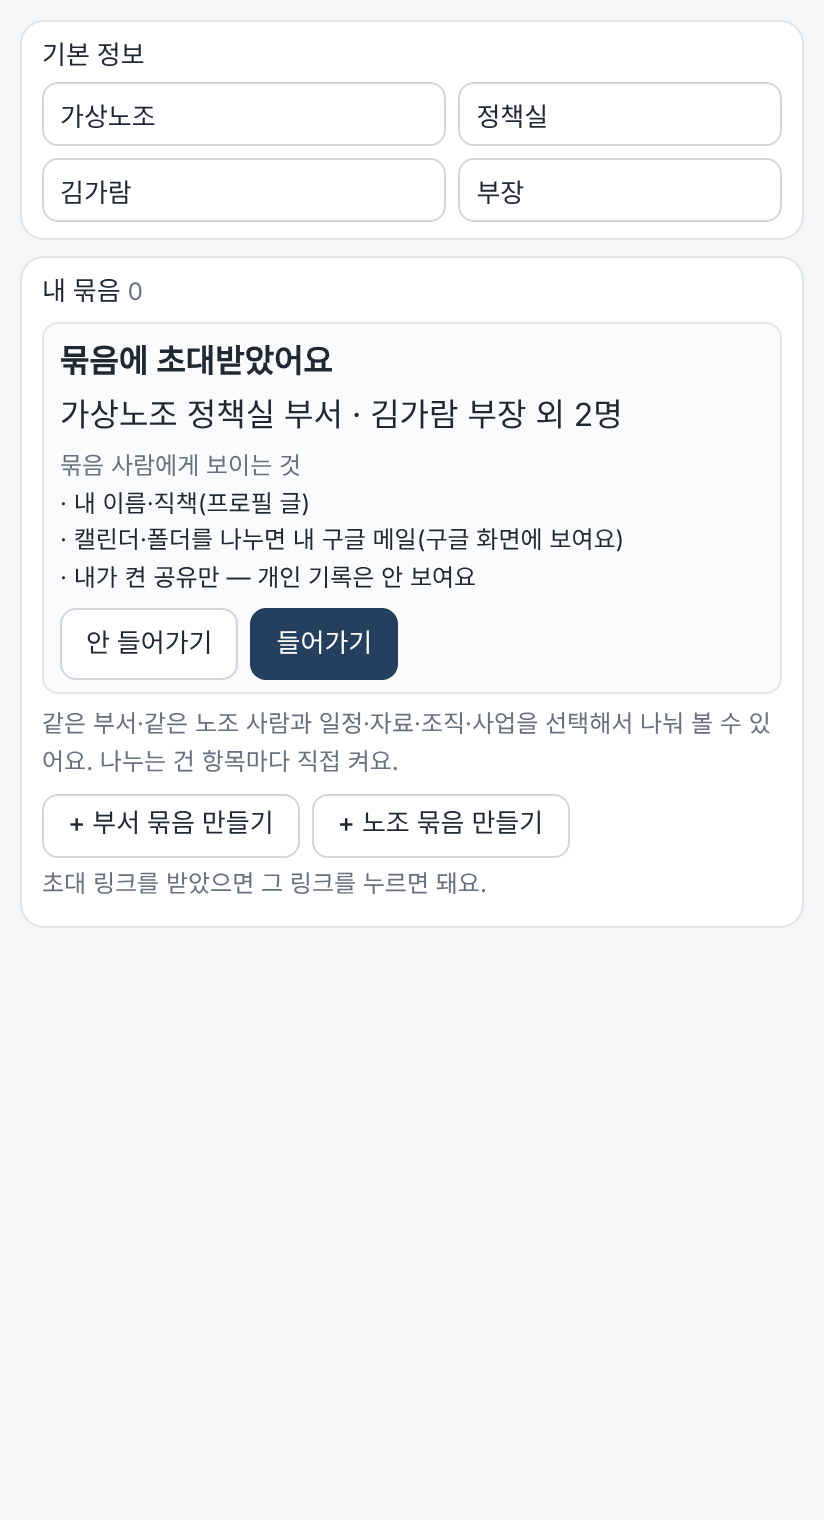 기본 정보
가상노조
정책실
김가람
부장
내 묶음 0
묶음에 초대받았어요
가상노조 정책실 부서 · 김가람 부장 외 2명
묶음 사람에게 보이는 것
· 내 이름·직책(프로필 글)
· 캘린더·폴더를 나누면 내 구글 메일(구글 화면에 보여요)
· 내가 켠 공유만 — 개인 기록은 안 보여요
안 들어가기
들어가기
같은 부서·같은 노조 사람과 일정·자료·조직·사업을 선택해서 나눠 볼 수 있
어요. 나누는 건 항목마다 직접 켜요.
+ 부서 묶음 만들기
+ 노조 묶음 만들기
초대 링크를 받았으면 그 링크를 누르면 돼요.